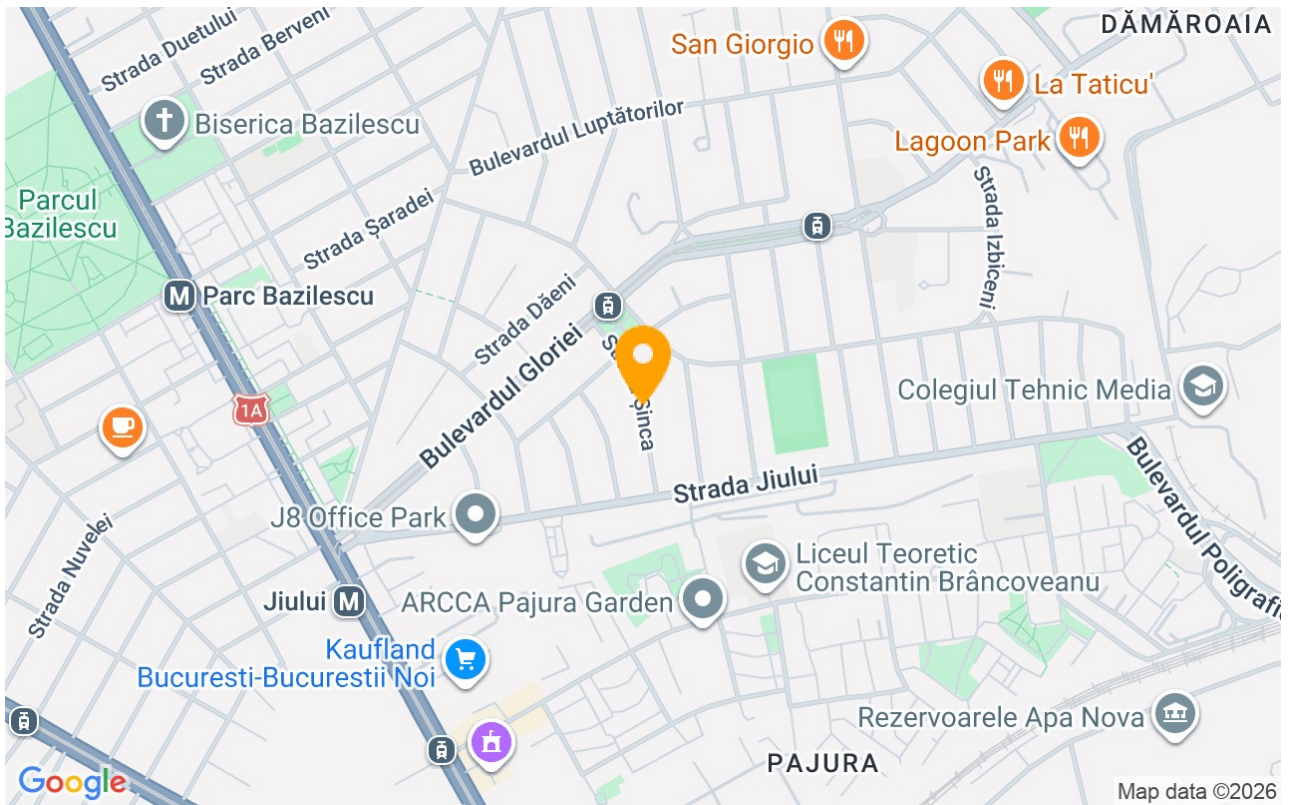 DĂMĂROAIA
Strada Duetului
San Giorgio
Strada Berveni
La Taticu'
Biserica Bazilescu
Bulevardul Luptătorilor
Lagoon Park
Parcul
Bazilescu
Strada Șaradei
Strada Izbiceni
M Parc Bazilescu
Strada Dăeni
Bulevardul Gloriei
Șinca
1A
Colegiul Tehnic Media
Strada Jiului
Bulevardul Poligrafiei
J8 Office Park
Strada Nuvelei
Liceul Teoretic
Constantin Brâncoveanu
Jiului M
ARCCA Pajura Garden
Kaufland
Bucuresti-Bucurestii Noi
Rezervoarele Apa Nova
PAJURA
Google
Map data ©2026